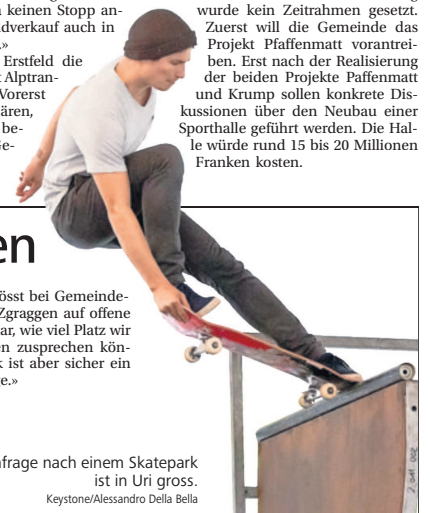 keinen Stopp an-
dverkauf auch in
.»
Erstfeld die
Alptran-
Vorerst
ären,
be-
Ge-
wurde kein Zeitrahmen gesetzt.
Zuerst will die Gemeinde das
Projekt Pfaffenmatt vorantrei-
ben. Erst nach der Realisierung
der beiden Projekte Paffenmatt
und Krump sollen konkrete Dis-
kussionen über den Neubau einer
Sporthalle geführt werden. Die Hal-
le würde rund 15 bis 20 Millionen
Franken kosten.
en
össt bei Gemeinde-
Zgraggen auf offene
ar, wie viel Platz wir
en zusprechen kön-
k ist aber sicher ein
ge.»
nfrage nach einem Skatepark
ist in Uri gross.
Keystone/Alessandro Della Bella